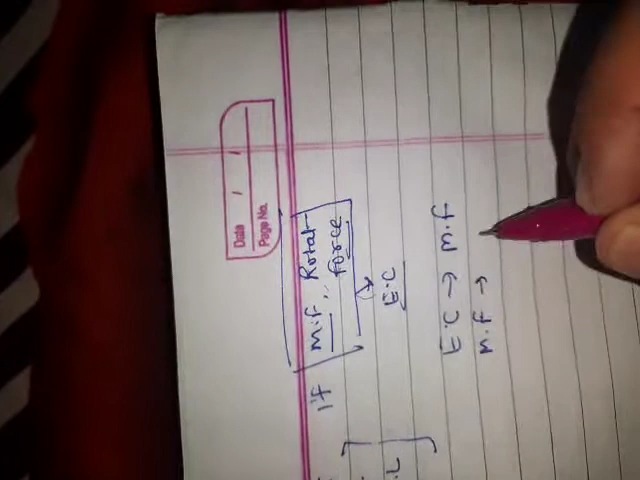 Date / /
Page No.
If M.f, Rotat
force
E.C
E.C → M.f
M.f →
.L